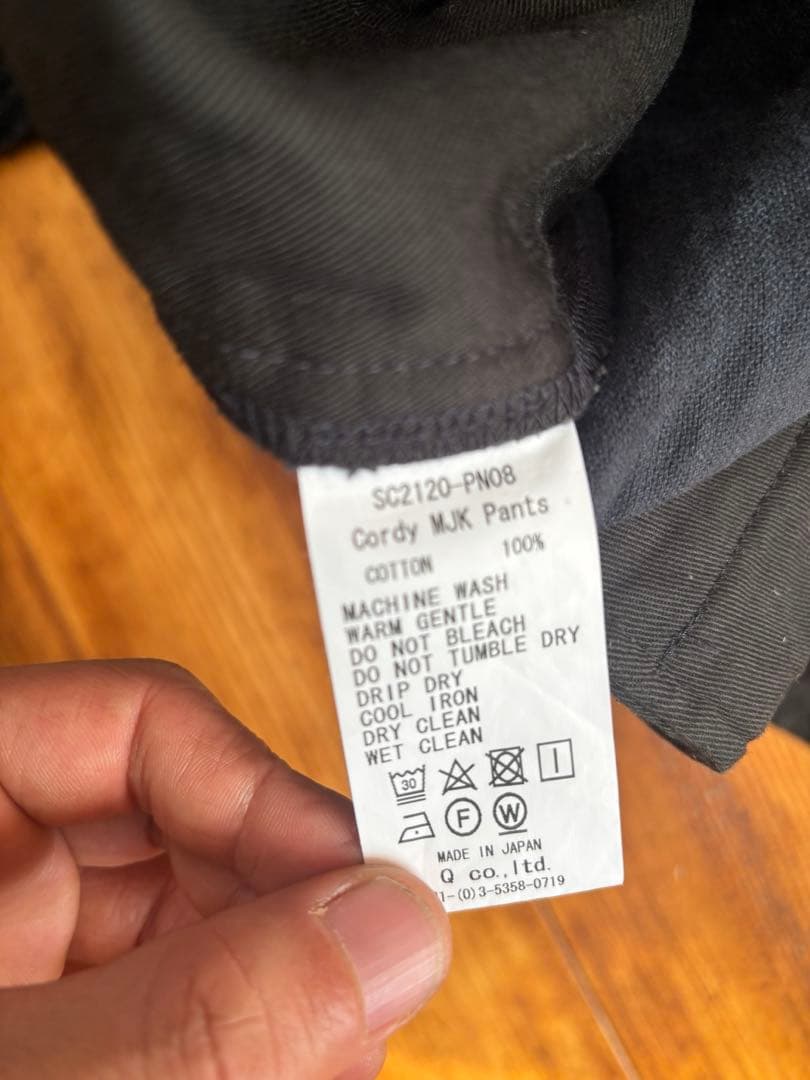 SC2120-PN08
Cordy MJK Pants
COTTON 100%
MACHINE WASH
WARM GENTLE
DO NOT BLEACH
DO NOT TUMBLE DRY
DRIP DRY
COOL IRON
DRY CLEAN
WET CLEAN
30
F W
MADE IN JAPAN
Q co.,ltd.
1-(0)3-5358-0719